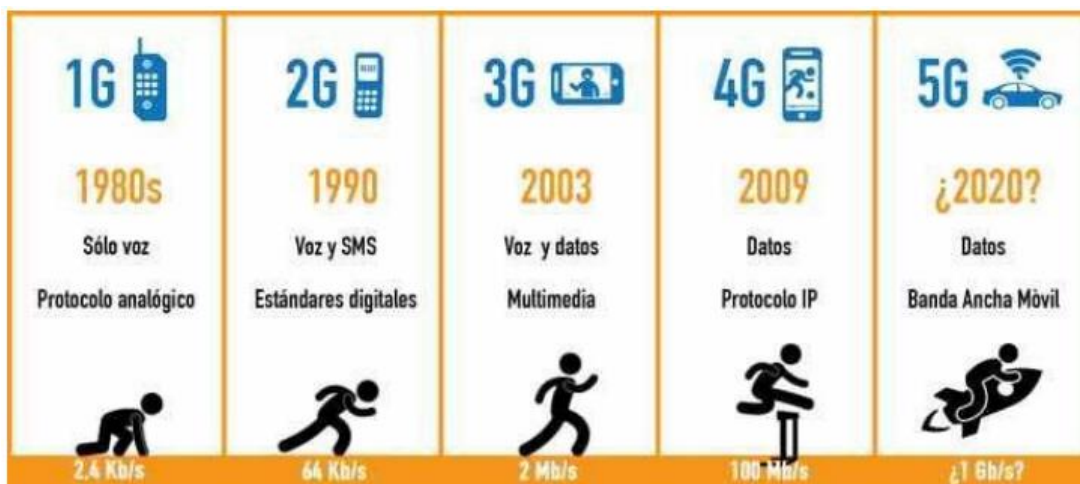 1G
1980s
Sólo voz
Protocolo analógico
2,4 Kb/s
2G
1990
Voz y SMS
Estándares digitales
64 Kb/s
3G
2003
Voz y datos
Multimedia
2 Mb/s
4G
2009
Datos
Protocolo IP
100 Mb/s
5G
¿2020?
Datos
Banda Ancha Mòvil
¿1 Gb/s?